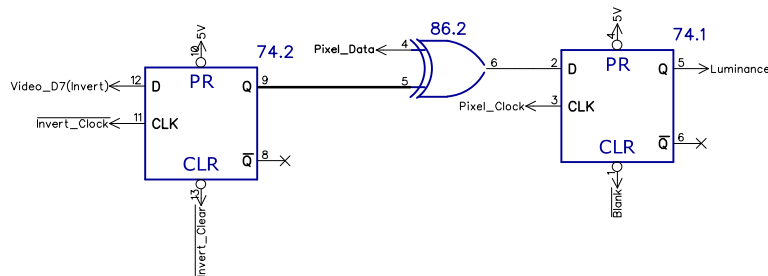 5V
10
74.2
PR
Video_D7(Invert)
12
D
Q
9
Invert_Clock
11
CLK
Q
8
CLR
13
Invert_Clear
86.2
Pixel_Data
4
5
6
5V
4
74.1
PR
2
D
Q
5
Luminance
Pixel_Clock
3
CLK
Q
6
CLR
1
Blank